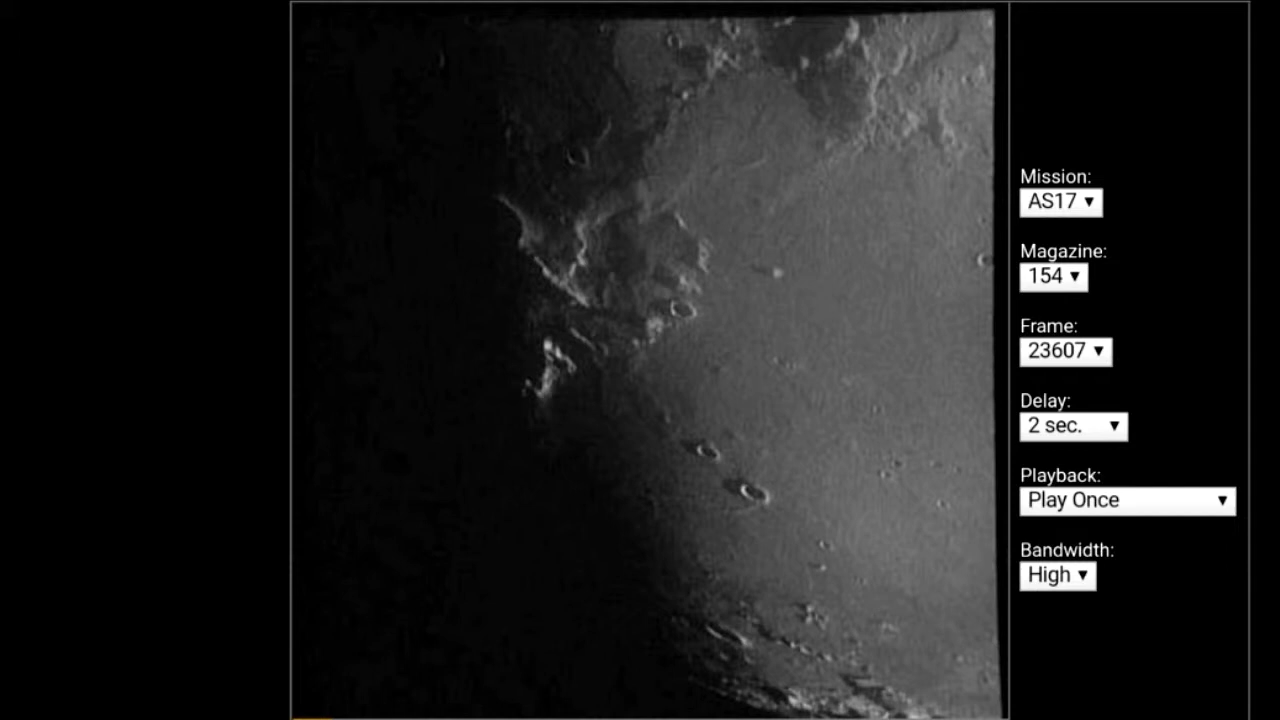 Mission:
AS17
Magazine:
154
Frame:
23607
Delay:
2 sec.
Playback:
Play Once
Bandwidth:
High